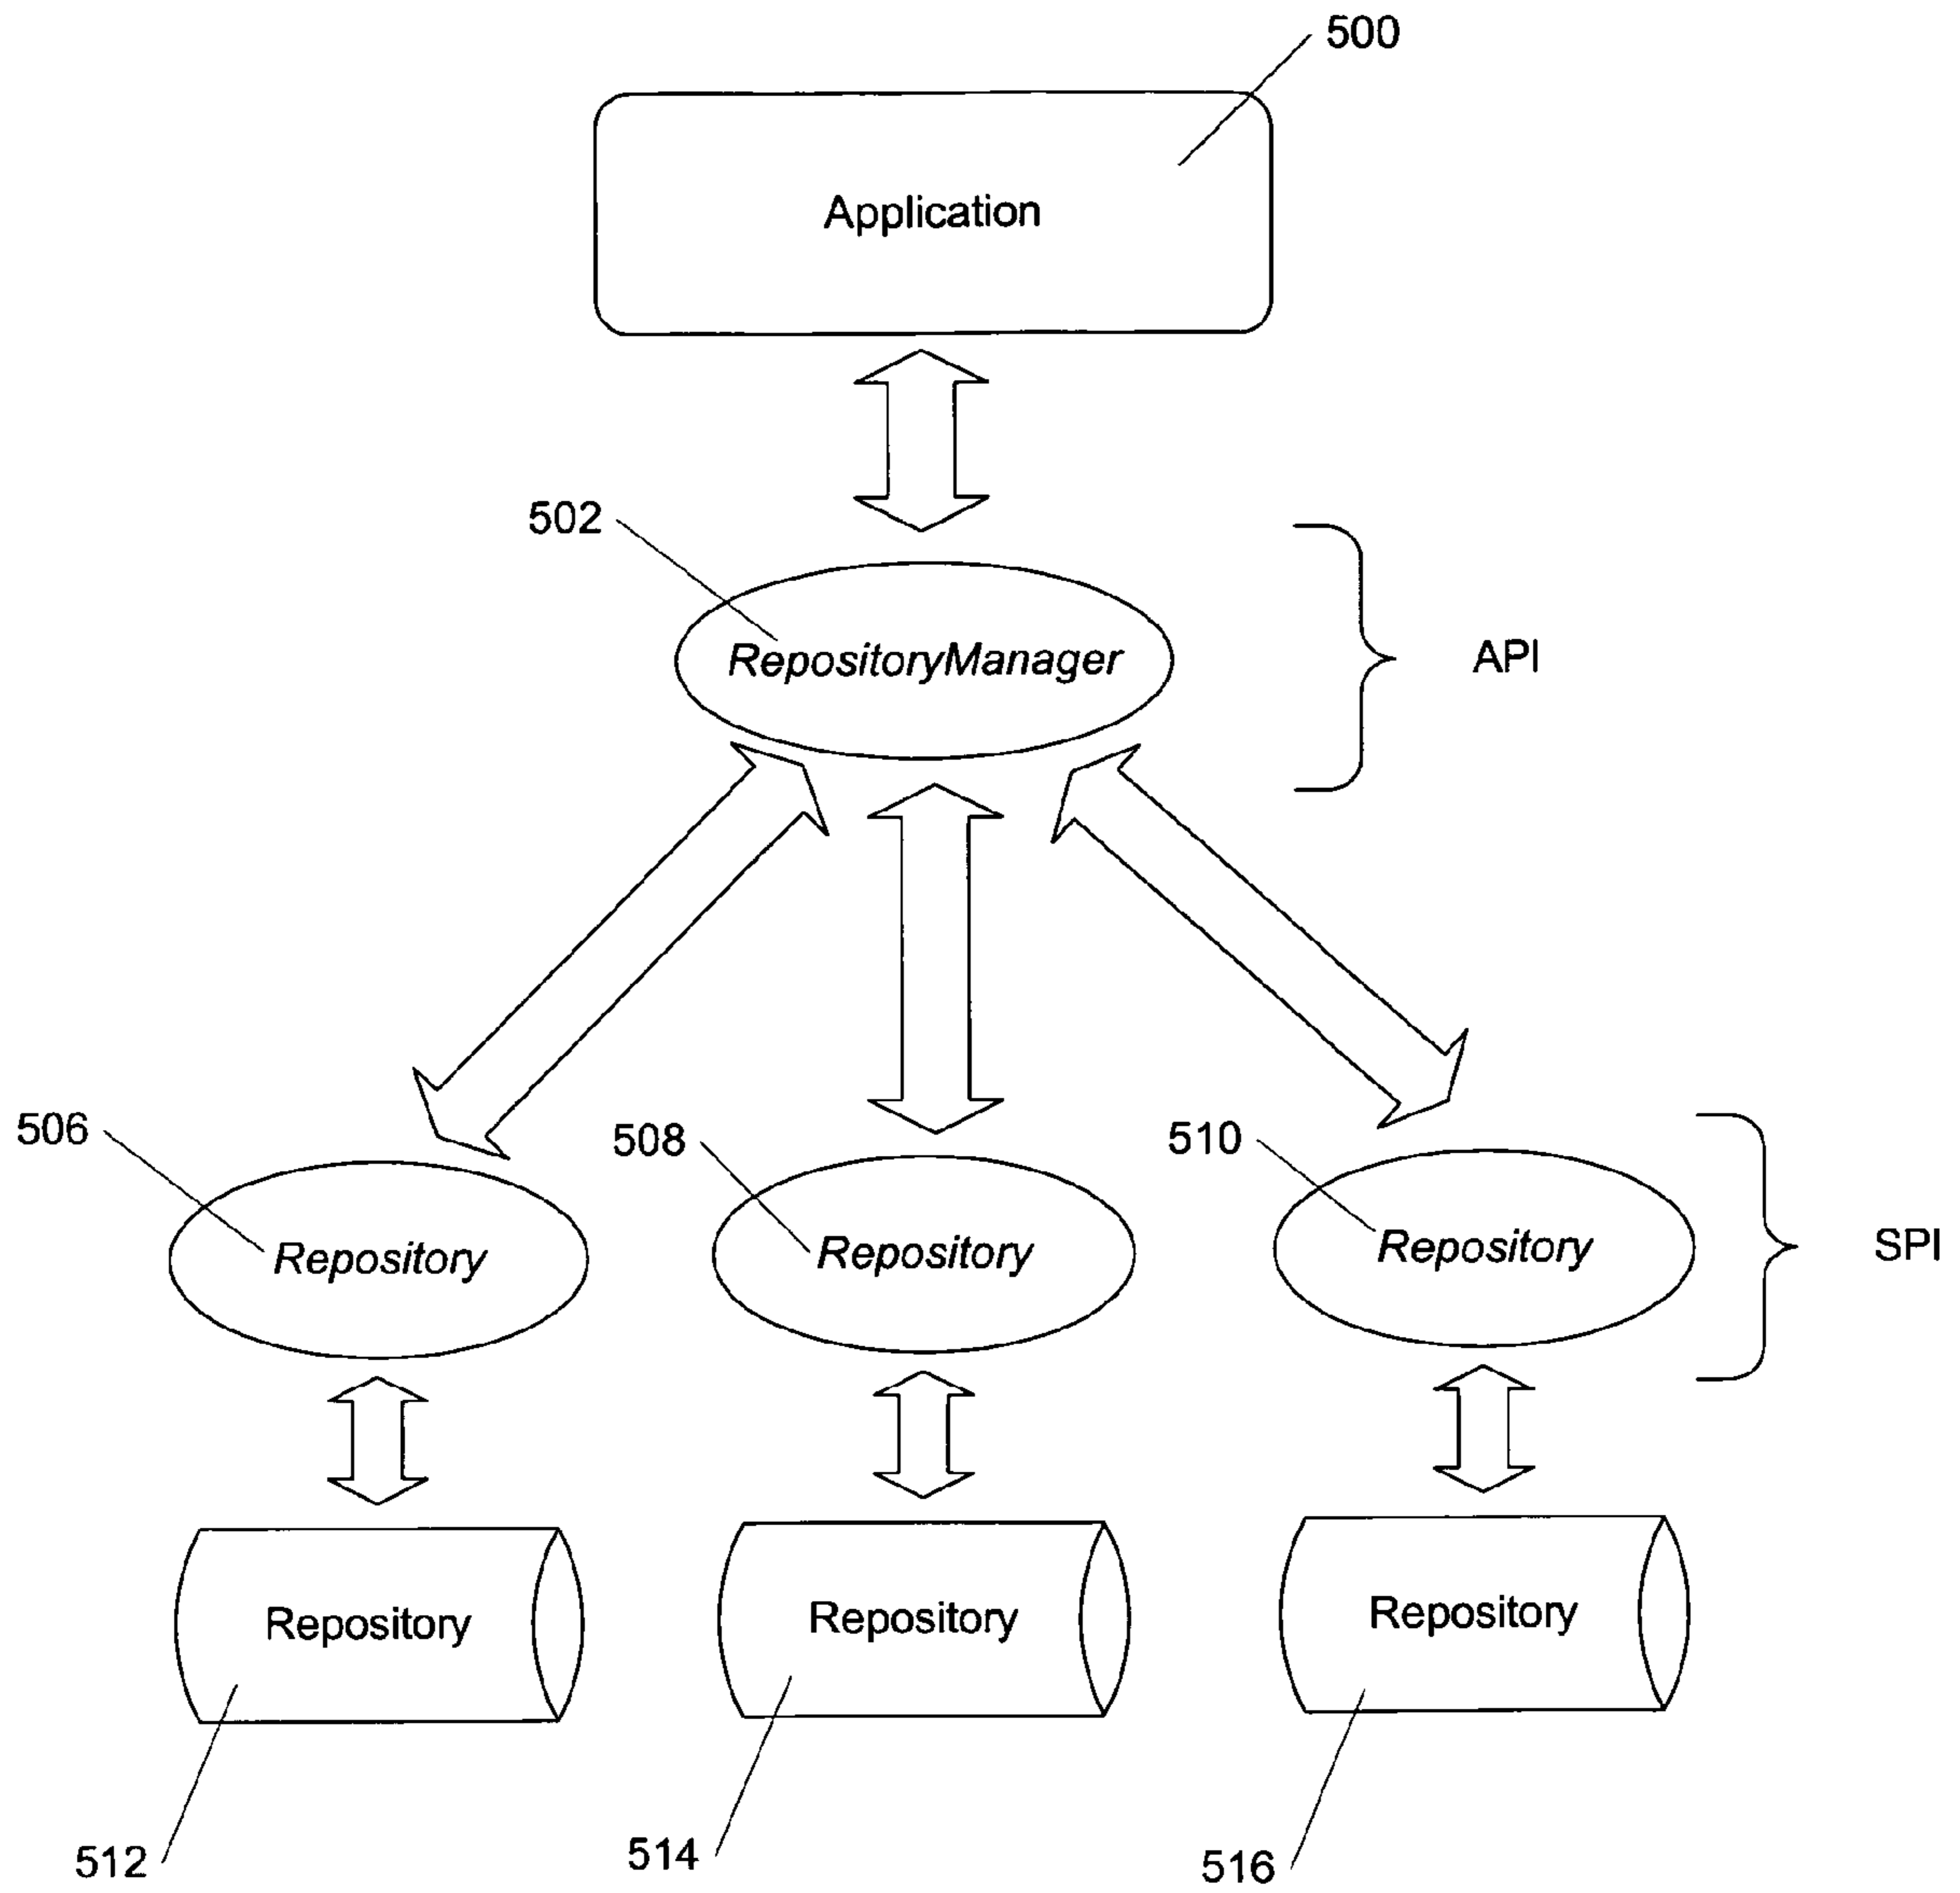 500
Application
502
RepositoryManager
API
506
508
510
Repository
Repository
Repository
SPI
Repository
Repository
Repository
512
514
516